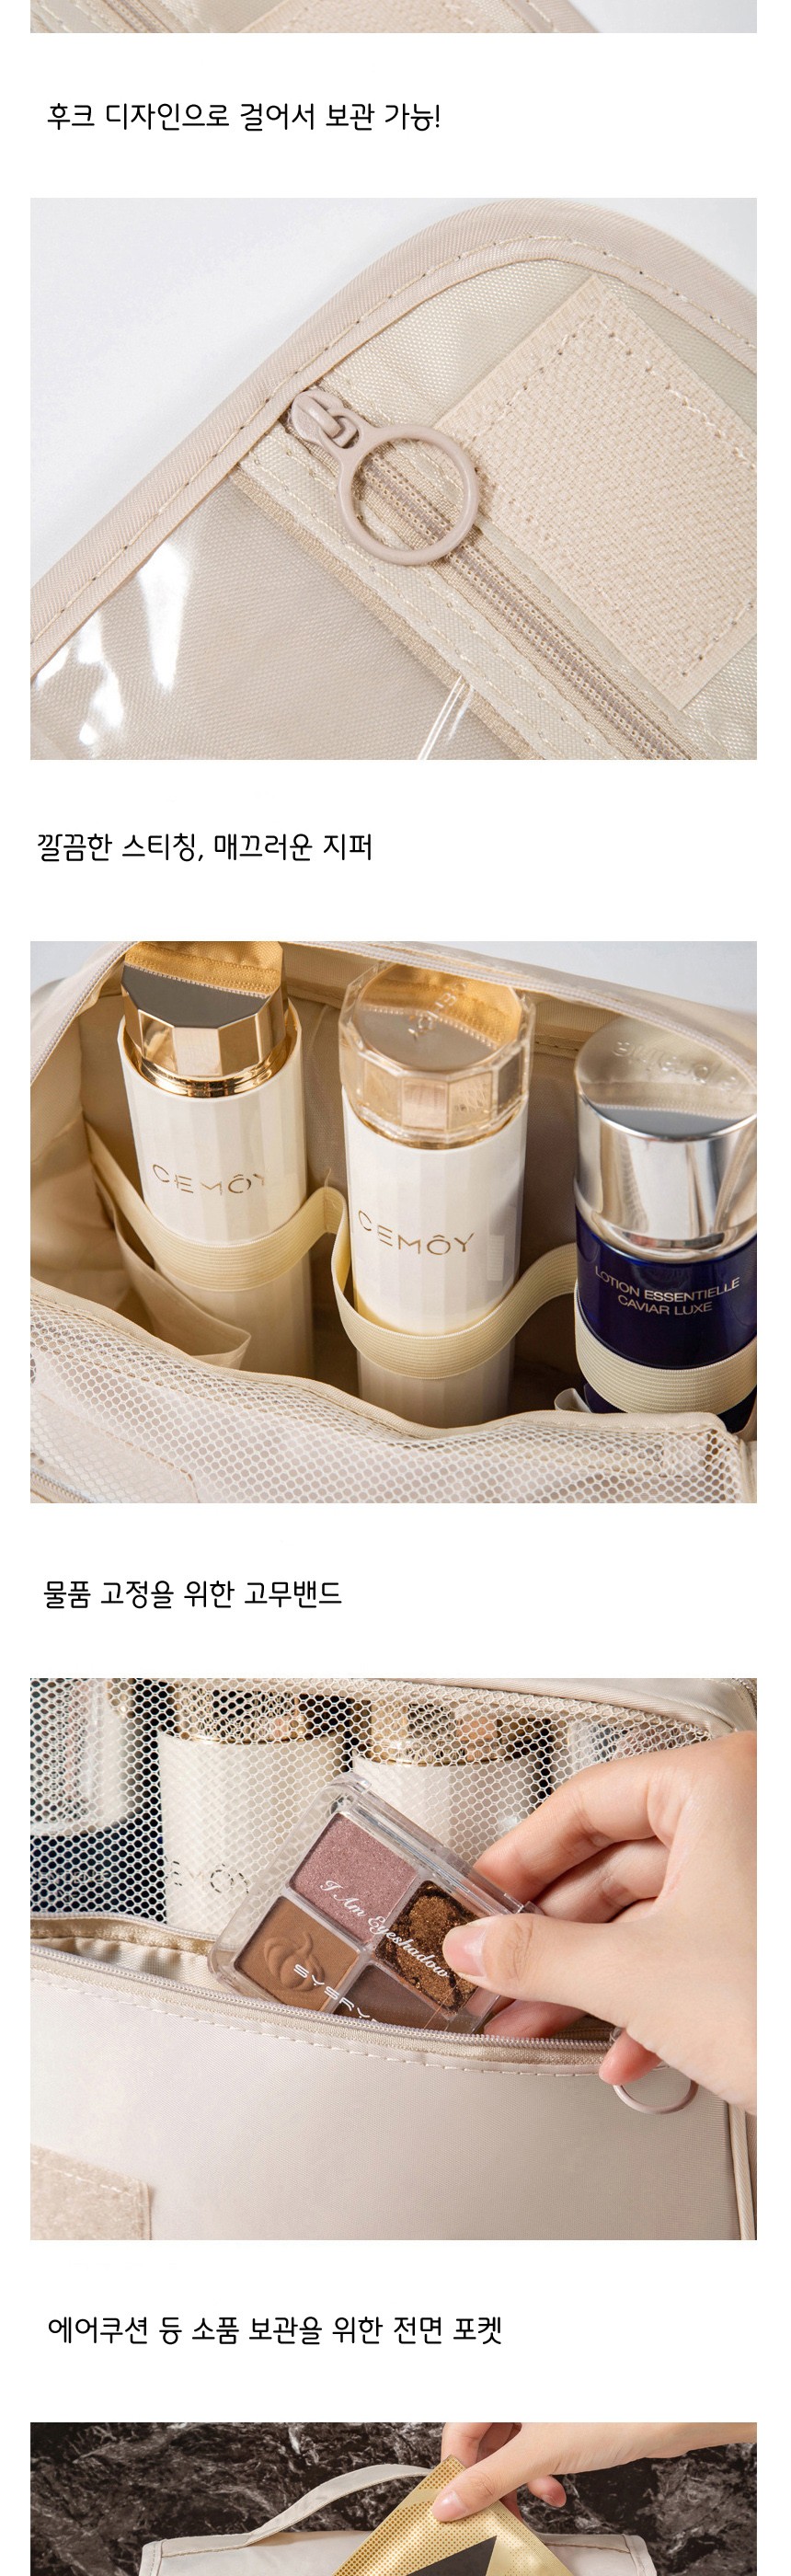 후크 디자인으로 걸어서 보관 가능!
깔끔한 스티칭, 매끄러운 지퍼
CEMÔY
CEMÔY
LOTION ESSENTIELLE
CAVIAR LUXE
물품 고정을 위한 고무밴드
I Am Eyeshadow
에어쿠션 등 소품 보관을 위한 전면 포켓